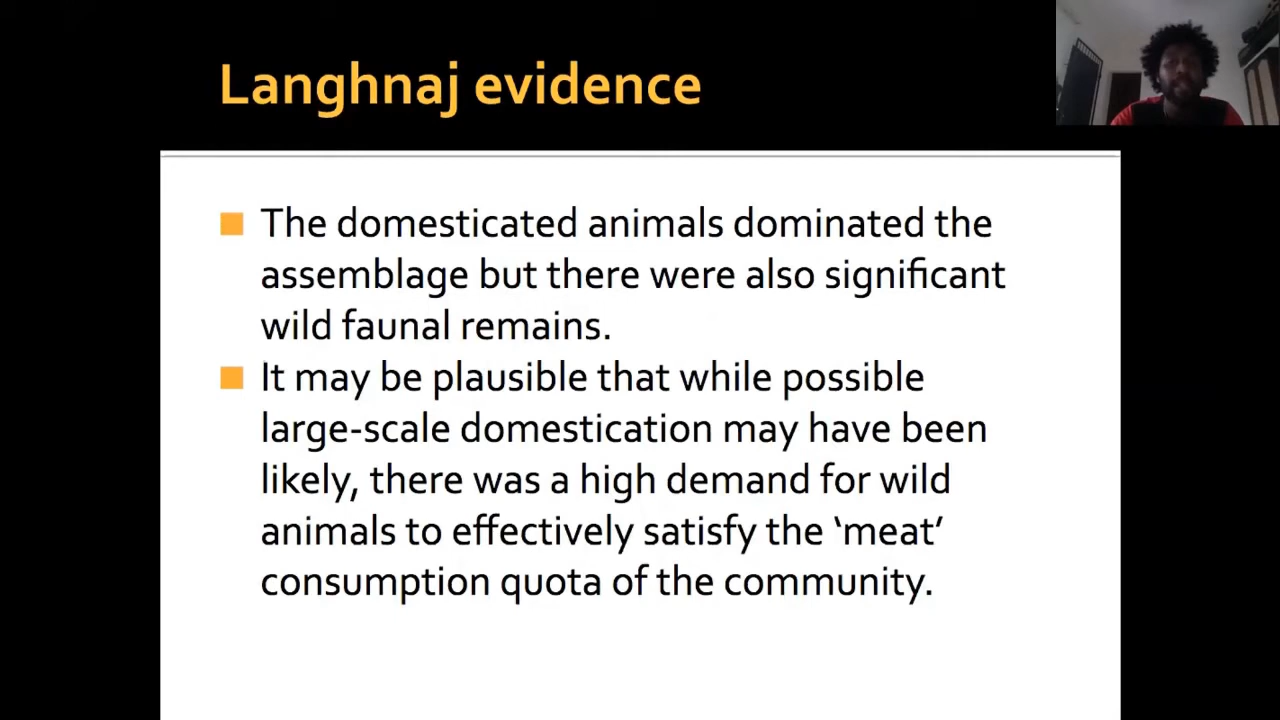 Langhnaj evidence
The domesticated animals dominated the
assemblage but there were also significant
wild faunal remains.
It may be plausible that while possible
large-scale domestication may have been
likely, there was a high demand for wild
animals to effectively satisfy the ‘meat’
consumption quota of the community.